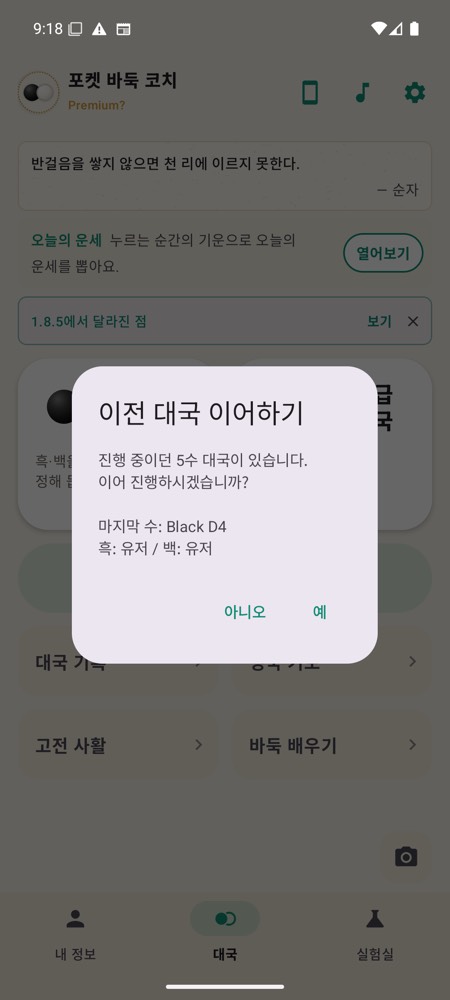 9:18
포켓 바둑 코치
Premium?
반걸음을 쌓지 않으면 천 리에 이르지 못한다.
– 순자
오늘의 운세 누르는 순간의 기운으로 오늘의
운세를 뽑아요.
열어보기
1.8.5에서 달라진 점
보기
급
국
흑·백을
정해
이전 대국 이어하기
진행 중이던 5수 대국이 있습니다.
이어 진행하시겠습니까?
마지막 수: Black D4
흑: 유저 / 백: 유저
아니오
예
대국
고전 사활
바둑 배우기
내 정보
대국
실험실